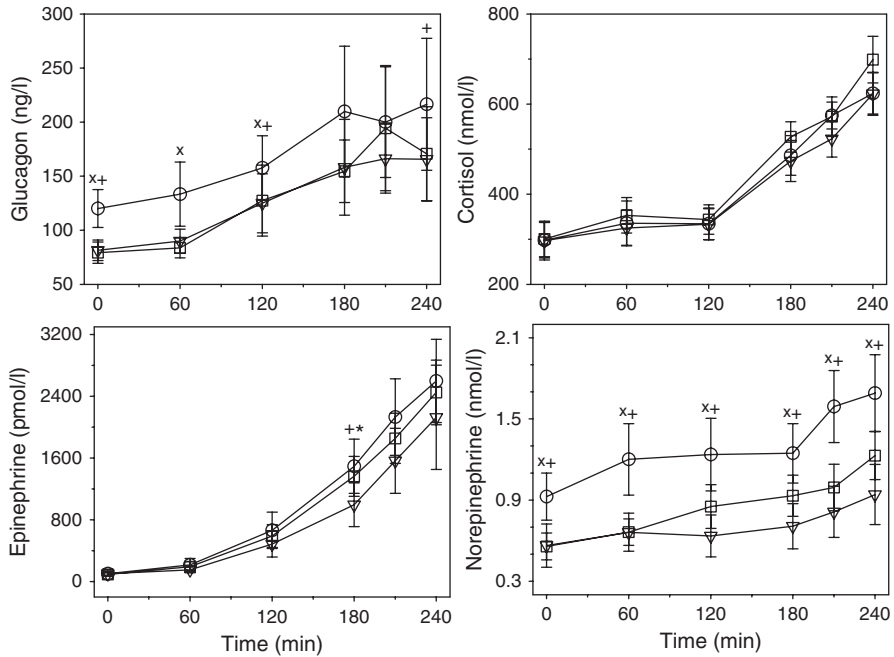 300
250
200
150
100
50
Glucagon (ng/l)
x+
x
x+
+
0 60 120 180 240
800
600
400
200
Cortisol (nmol/l)
0 60 120 180 240
3200
2400
1600
800
0
Epinephrine (pmol/l)
+*
0 60 120 180 240
Time (min)
2.1
1.5
0.9
0.3
Norepinephrine (nmol/l)
x+
x+
x+
x+
x+
x+
0 60 120 180 240
Time (min)